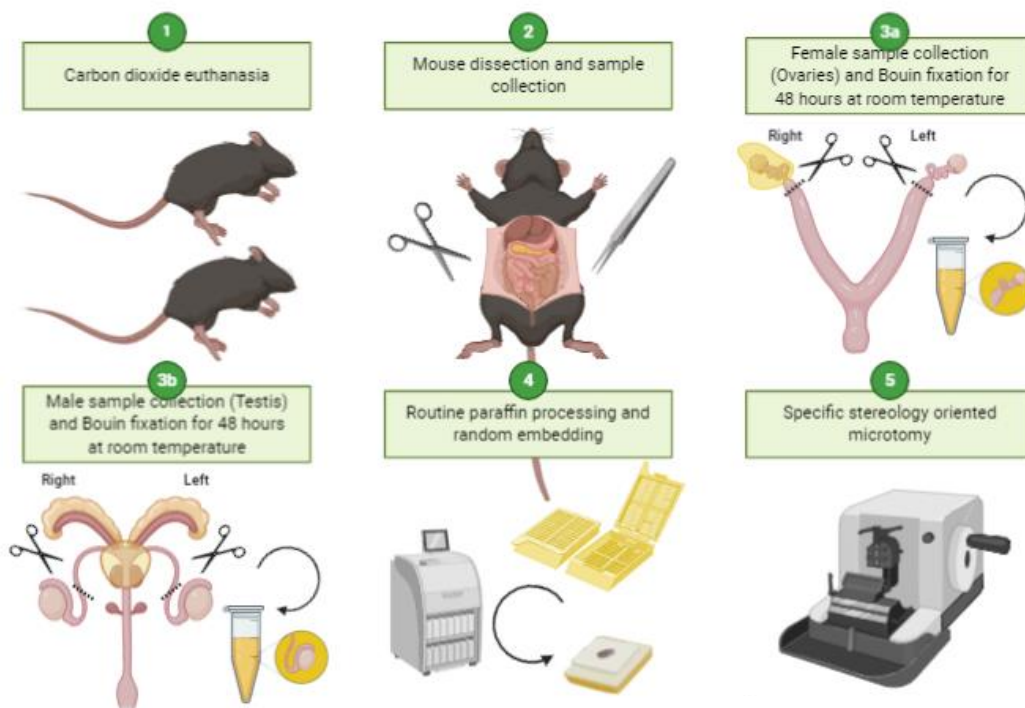 1
Carbon dioxide euthanasia
2
Mouse dissection and sample
collection
3a
Female sample collection
(Ovaries) and Bouin fixation for
48 hours at room temperature
Right
Left
3b
Male sample collection (Testis)
and Bouin fixation for 48 hours
at room temperature
Right
Left
4
Routine paraffin processing and
random embedding
5
Specific stereology oriented
microtomy